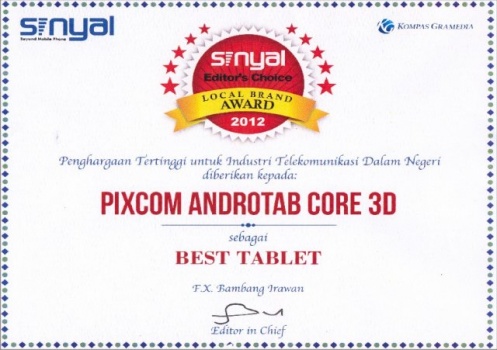 sinyal
Beyond Mobile Phone
KOMPAS GRAMEDIA
sinyal
Editor's Choice
LOCAL BRAND
AWARD
2012
Penghargaan Tertinggi untuk Industri Telekomunikasi Dalam Negeri
diberikan kepada:
PIXCOM ANDROTAB CORE 3D
sebagai
BEST TABLET
F.X. Bambang Irawan
Editor in Chief